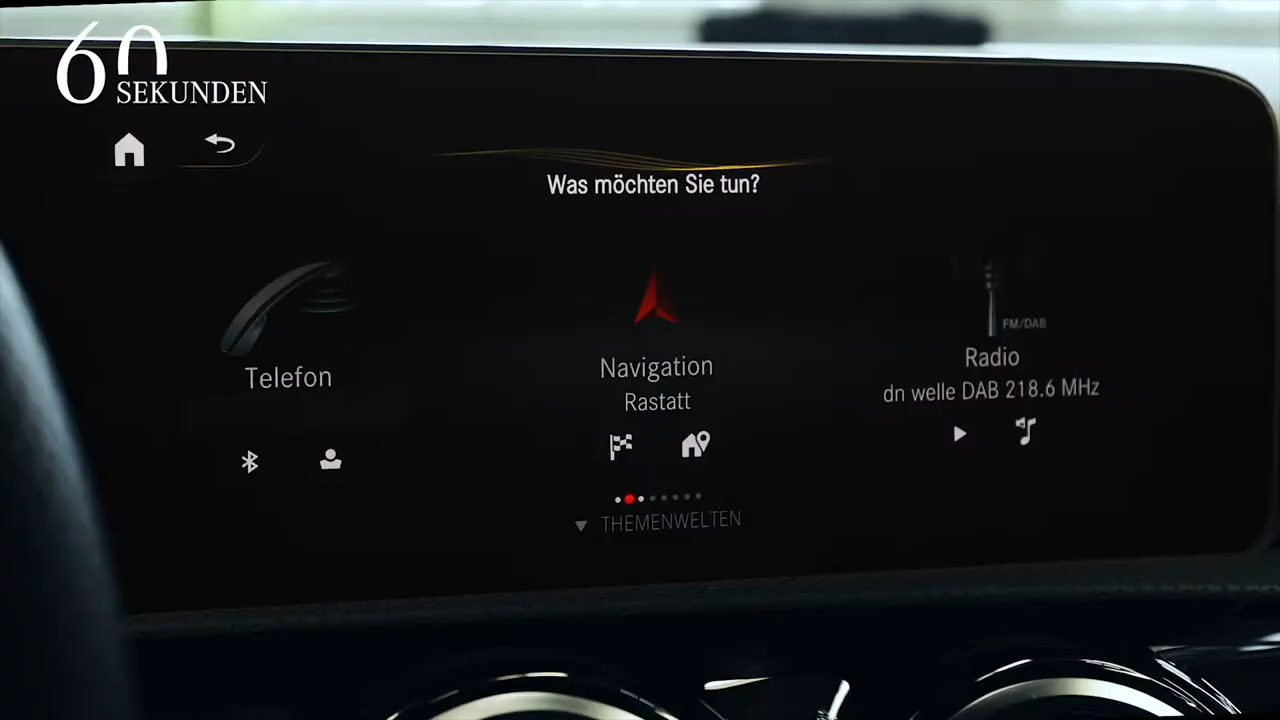 60
SEKUNDEN
Was möchten Sie tun?
Telefon
Navigation
Rastatt
FM/DAB
Radio
dn welle DAB 218.6 MHz
THEMENWELTEN